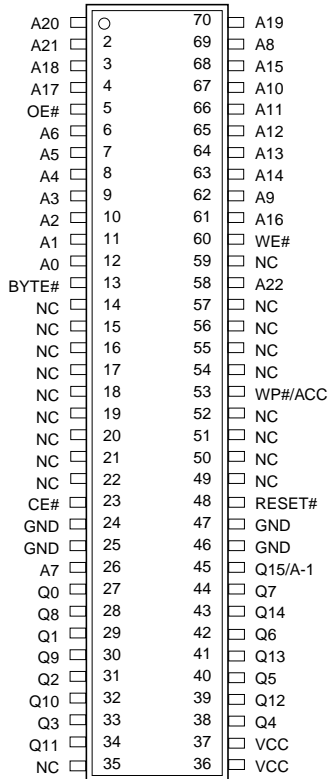 A20 70 A19
A21 2 69 A8
A18 3 68 A15
A17 4 67 A10
OE# 5 66 A11
A6 6 65 A12
A5 7 64 A13
A4 8 63 A14
A3 9 62 A9
A2 10 61 A16
A1 11 60 WE#
A0 12 59 NC
BYTE# 13 58 A22
NC 14 57 NC
NC 15 56 NC
NC 16 55 NC
NC 17 54 NC
NC 18 53 WP#/ACC
NC 19 52 NC
NC 20 51 NC
NC 21 50 NC
NC 22 49 NC
CE# 23 48 RESET#
GND 24 47 GND
GND 25 46 GND
A7 26 45 Q15/A-1
Q0 27 44 Q7
Q8 28 43 Q14
Q1 29 42 Q6
Q9 30 41 Q13
Q2 31 40 Q5
Q10 32 39 Q12
Q3 33 38 Q4
Q11 34 37 VCC
NC 35 36 VCC